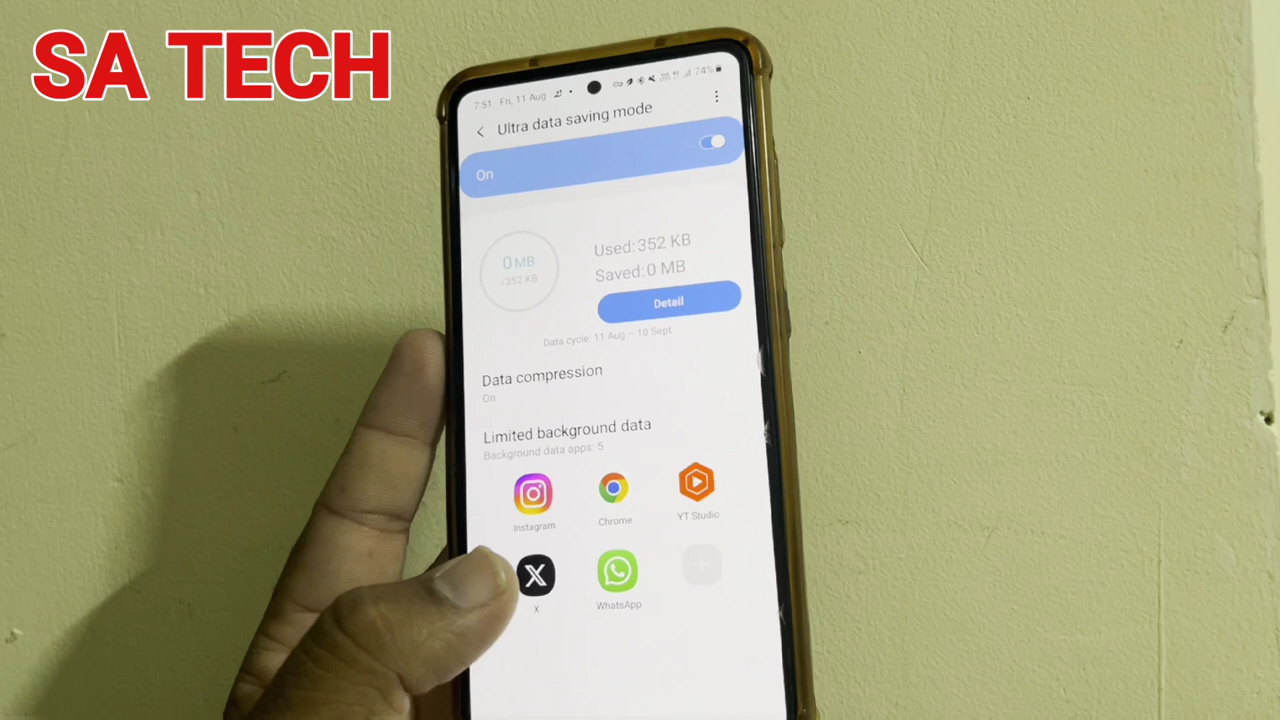 SA TECH
7:51 Fri, 11 Aug 74%
Ultra data saving mode
On
0 MB
/352 KB
Used:352 KB
Saved:0 MB
Detail
Data cycle: 11 Aug – 10 Sept
Data compression
On
Limited background data
Background data apps: 5
Instagram
Chrome
YT Studio
X
WhatsApp